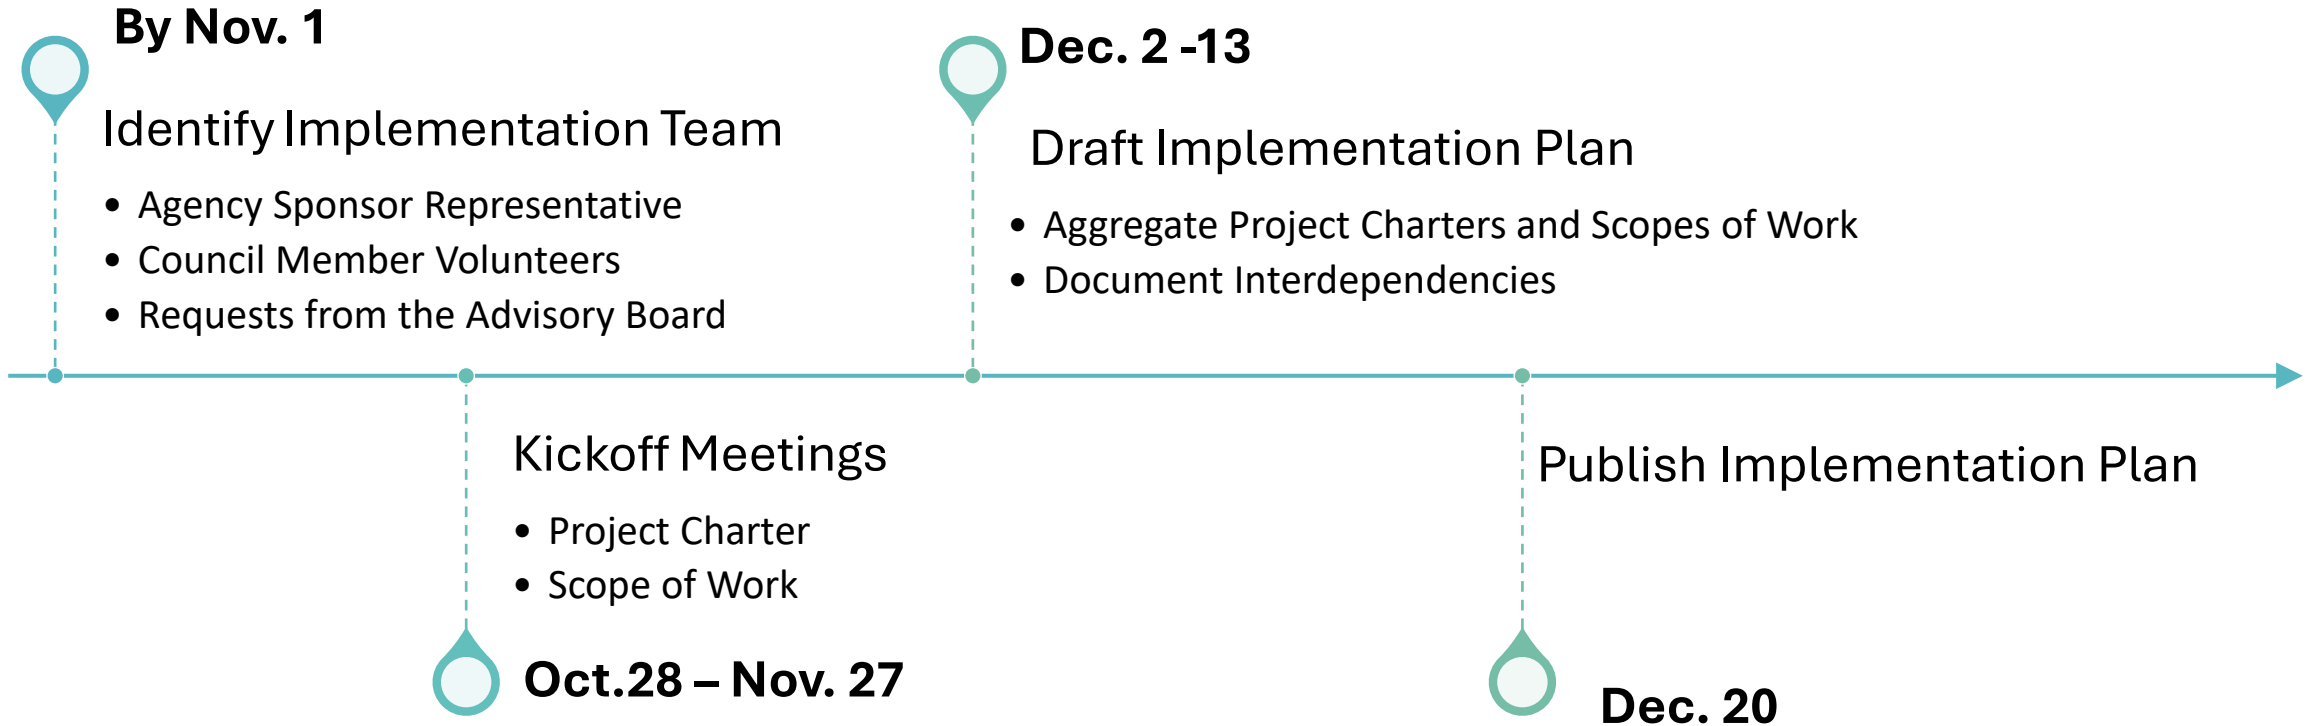 By Nov. 1
Identify Implementation Team
• Agency Sponsor Representative
• Council Member Volunteers
• Requests from the Advisory Board
Kickoff Meetings
• Project Charter
• Scope of Work
Oct.28 – Nov. 27
Dec. 2 -13
Draft Implementation Plan
• Aggregate Project Charters and Scopes of Work
• Document Interdependencies
Publish Implementation Plan
Dec. 20